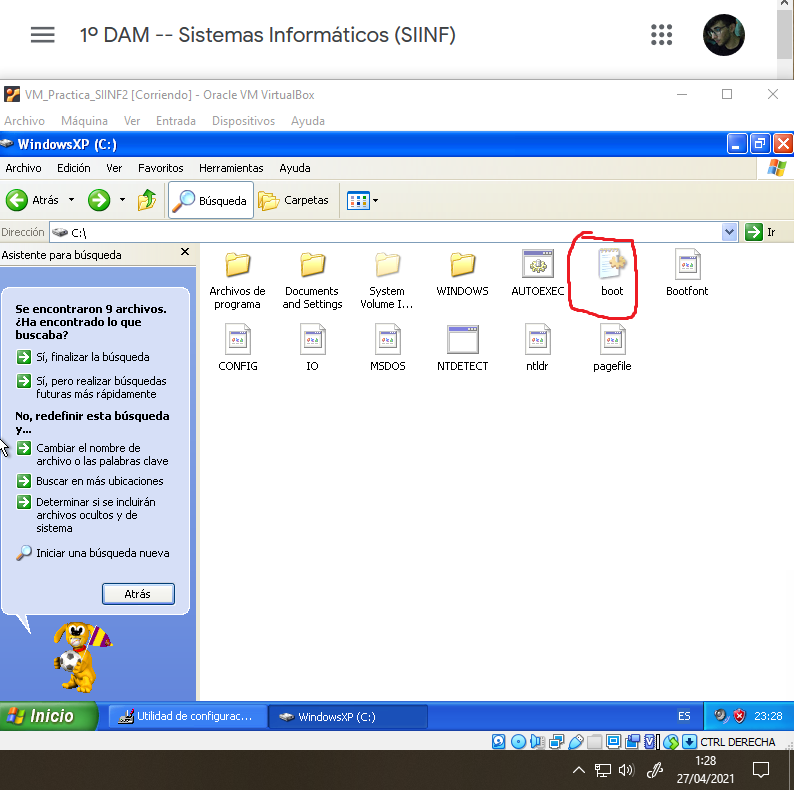 1º DAM -- Sistemas Informáticos (SIINF)
VM_Practica_SIINF2 [Corriendo] - Oracle VM VirtualBox
Archivo Máquina Ver Entrada Dispositivos Ayuda
WindowsXP (C:)
Archivo Edición Ver Favoritos Herramientas Ayuda
Atrás Búsqueda Carpetas
Dirección C:\ Ir
Asistente para búsqueda
Se encontraron 9 archivos.
¿Ha encontrado lo que
buscaba?
Sí, finalizar la búsqueda
Sí, pero realizar búsquedas
futuras más rápidamente
No, redefinir esta búsqueda
y...
Cambiar el nombre de
archivo o las palabras clave
Buscar en más ubicaciones
Determinar si se incluirán
archivos ocultos y de
sistema
Iniciar una búsqueda nueva
Atrás
Archivos de
programa
Documents
and Settings
System
Volume I...
WINDOWS
AUTOEXEC
boot
Bootfont
CONFIG
IO
MSDOS
NTDETECT
ntldr
pagefile
Inicio Utilidad de configurac... WindowsXP (C:) ES 23:28
CTRL DERECHA
1:28
27/04/2021